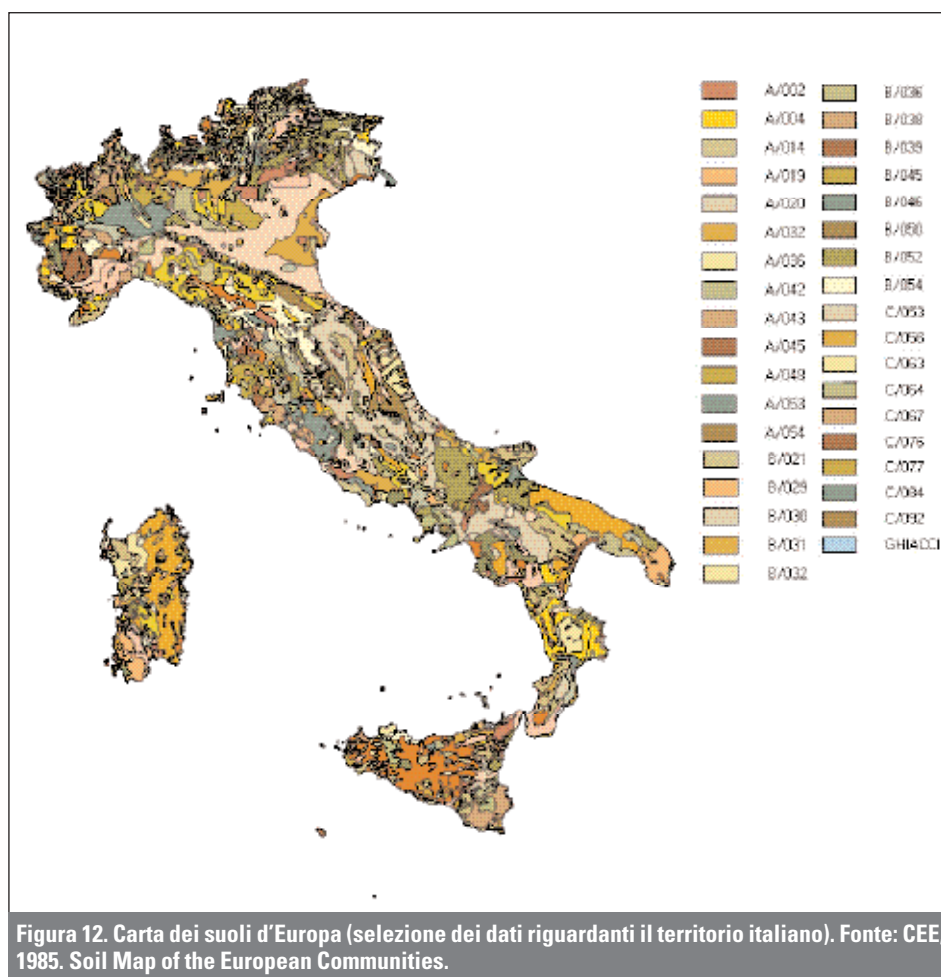 A/002
A/004
A/014
A/019
A/020
A/032
A/036
A/042
A/043
A/045
A/048
A/053
A/054
B/021
B/029
B/030
B/031
B/032
B/036
B/038
B/039
B/045
B/046
B/050
B/052
B/054
C/053
C/056
C/063
C/064
C/067
C/076
C/077
C/084
C/092
GHIACCI
Figura 12. Carta dei suoli d'Europa (selezione dei dati riguardanti il territorio italiano). Fonte: CEE,
1985. Soil Map of the European Communities.